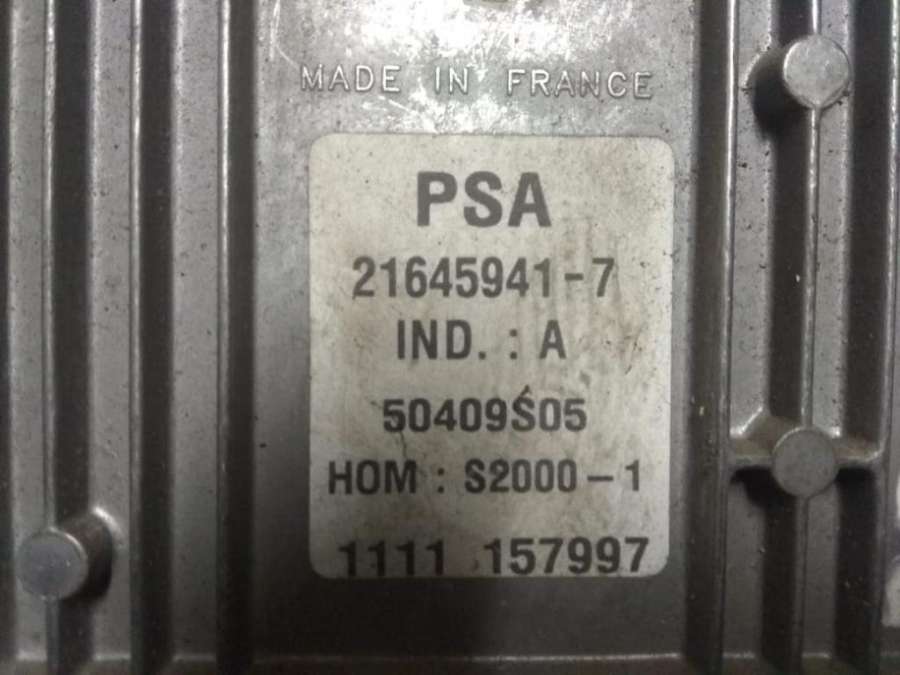 MADE IN FRANCE
PSA
21645941-7
IND. : A
50409S05
HOM : S2000-1
1111 157997